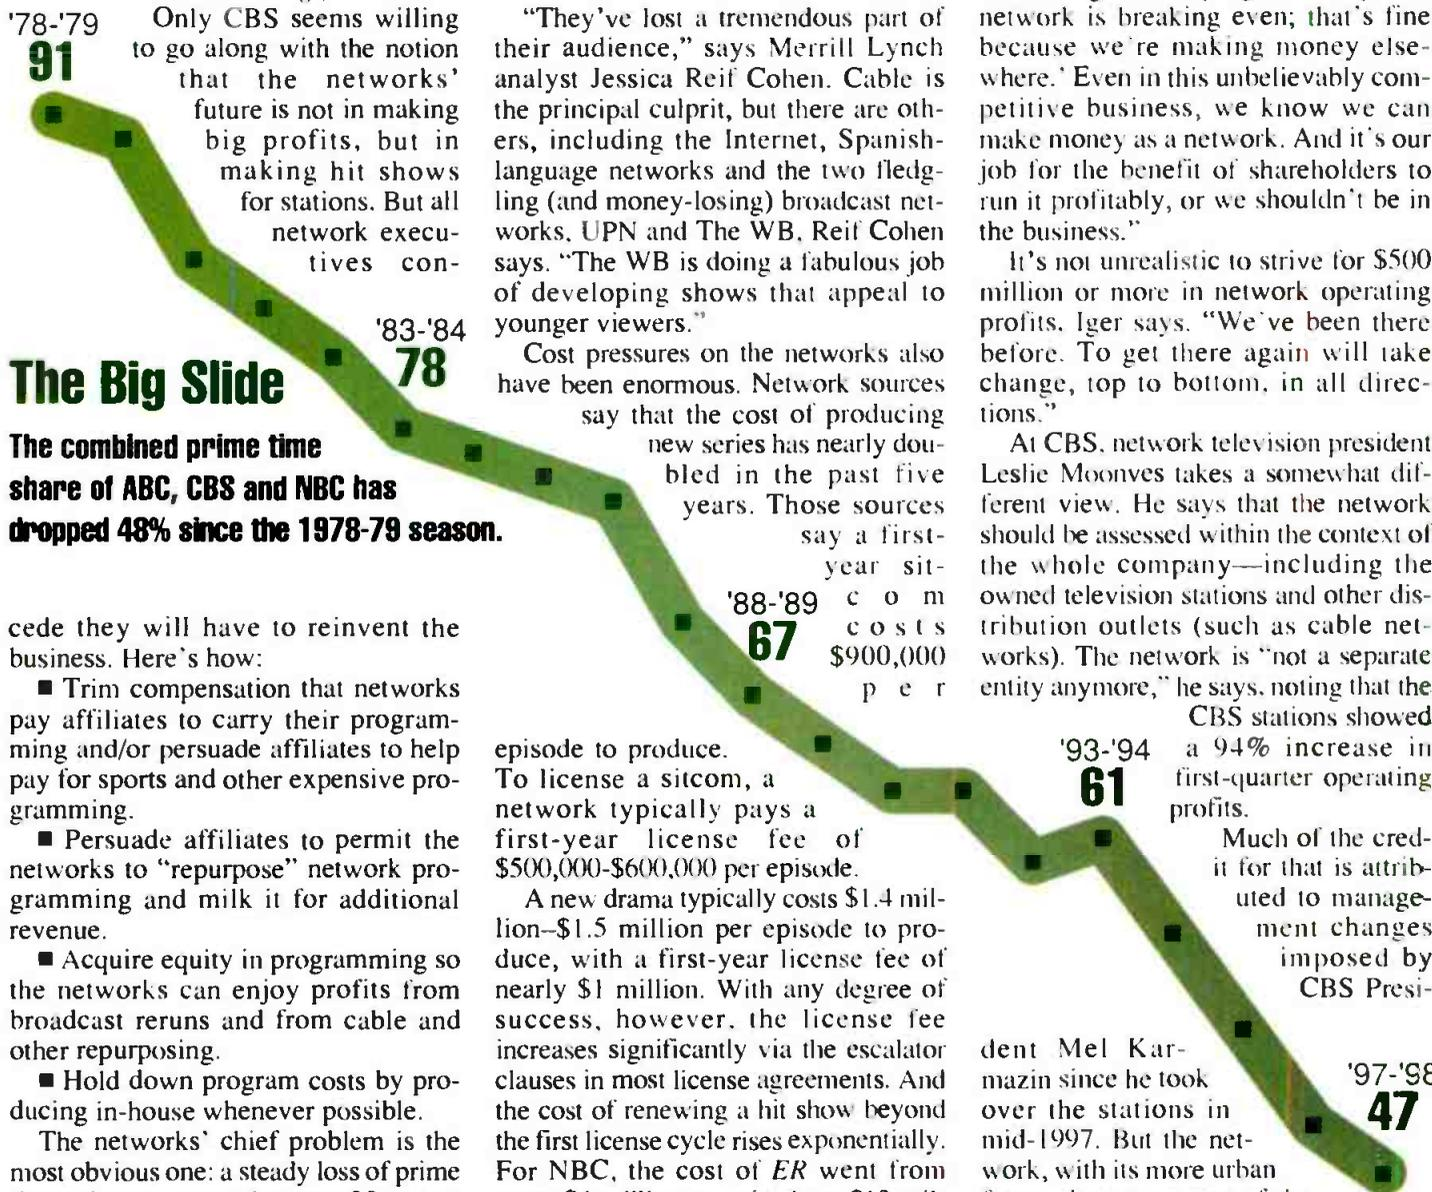 Only CBS seems willing
to go along with the notion
that the networks'
future is not in making
big profits, but in
making hit shows
for stations. But all
network execu-
tives con-
'78-'79
91
'83-'84
78
'88-'89
67
'93-'94
61
'97-'98
47
The Big Slide
The combined prime time
share of ABC, CBS and NBC has
dropped 48% since the 1978-79 season.
cede they will have to reinvent the
business. Here's how:
■ Trim compensation that networks
pay affiliates to carry their program-
ming and/or persuade affiliates to help
pay for sports and other expensive pro-
gramming.
■ Persuade affiliates to permit the
networks to “repurpose” network pro-
gramming and milk it for additional
revenue.
■ Acquire equity in programming so
the networks can enjoy profits from
broadcast reruns and from cable and
other repurposing.
■ Hold down program costs by pro-
ducing in-house whenever possible.
The networks' chief problem is the
most obvious one: a steady loss of prime
“They've lost a tremendous part of
their audience,” says Merrill Lynch
analyst Jessica Reif Cohen. Cable is
the principal culprit, but there are oth-
ers, including the Internet, Spanish-
language networks and the two fledg-
ling (and money-losing) broadcast net-
works, UPN and The WB, Reif Cohen
says. “The WB is doing a fabulous job
of developing shows that appeal to
younger viewers.”
Cost pressures on the networks also
have been enormous. Network sources
say that the cost of producing
new series has nearly dou-
bled in the past five
years. Those sources
say a first-
year sit-
com
costs
$900,000
per
episode to produce.
To license a sitcom, a
network typically pays a
first-year license fee of
$500,000-$600,000 per episode.
A new drama typically costs $1.4 mil-
lion–$1.5 million per episode to pro-
duce, with a first-year license fee of
nearly $1 million. With any degree of
success, however, the license fee
increases significantly via the escalator
clauses in most license agreements. And
the cost of renewing a hit show beyond
the first license cycle rises exponentially.
For NBC, the cost of ER went from
network is breaking even; that's fine
because we're making money else-
where.' Even in this unbelievably com-
petitive business, we know we can
make money as a network. And it's our
job for the benefit of shareholders to
run it profitably, or we shouldn't be in
the business.”
It's not unrealistic to strive for $500
million or more in network operating
profits, Iger says. “We've been there
before. To get there again will take
change, top to bottom, in all direc-
tions.”
At CBS, network television president
Leslie Moonves takes a somewhat dif-
ferent view. He says that the network
should be assessed within the context of
the whole company—including the
owned television stations and other dis-
tribution outlets (such as cable net-
works). The network is “not a separate
entity anymore,” he says, noting that the
CBS stations showed
a 94% increase in
first-quarter operating
profits.
Much of the cred-
it for that is attrib-
uted to manage-
ment changes
imposed by
CBS Presi-
dent Mel Kar-
mazin since he took
over the stations in
mid-1997. But the net-
work, with its more urban